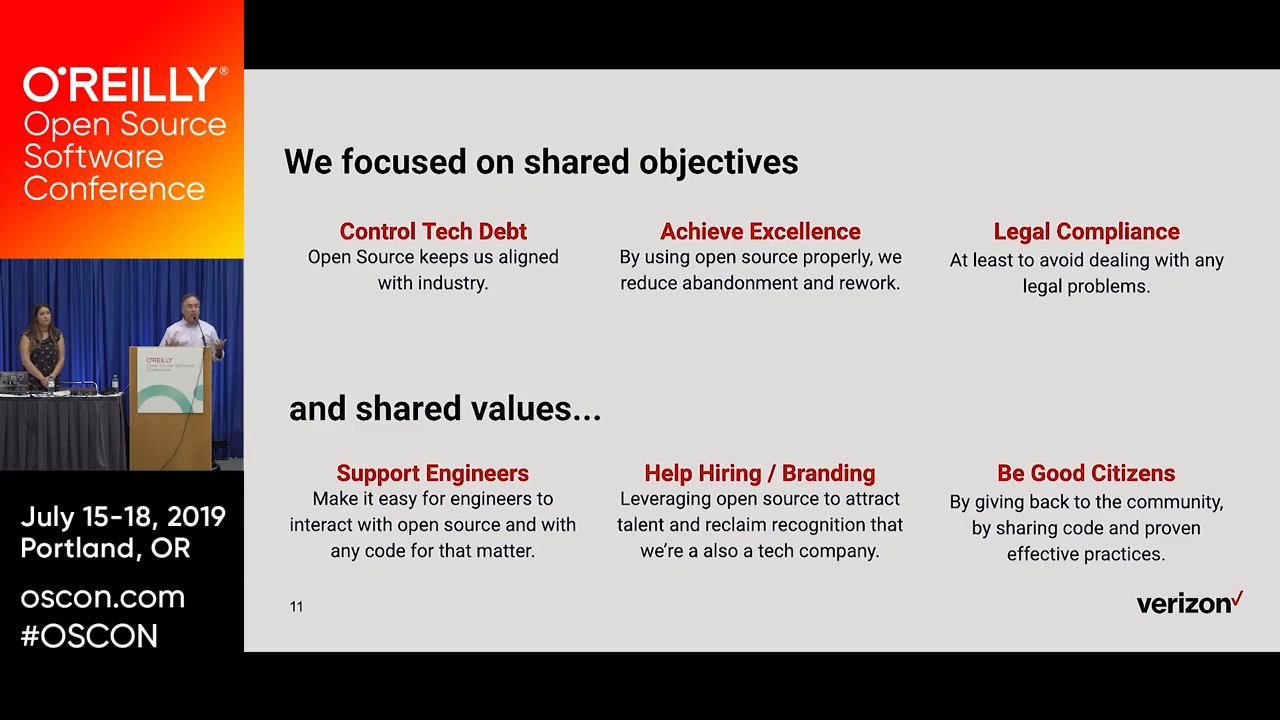 O'REILLY®
Open Source
Software
Conference
O'REILLY
Open Source Software
Conference
July 15-18, 2019
Portland, OR
oscon.com
#OSCON
We focused on shared objectives
Control Tech Debt
Open Source keeps us aligned
with industry.
Achieve Excellence
By using open source properly, we
reduce abandonment and rework.
Legal Compliance
At least to avoid dealing with any
legal problems.
and shared values...
Support Engineers
Make it easy for engineers to
interact with open source and with
any code for that matter.
Help Hiring / Branding
Leveraging open source to attract
talent and reclaim recognition that
we're a also a tech company.
Be Good Citizens
By giving back to the community,
by sharing code and proven
effective practices.
11
verizon✓